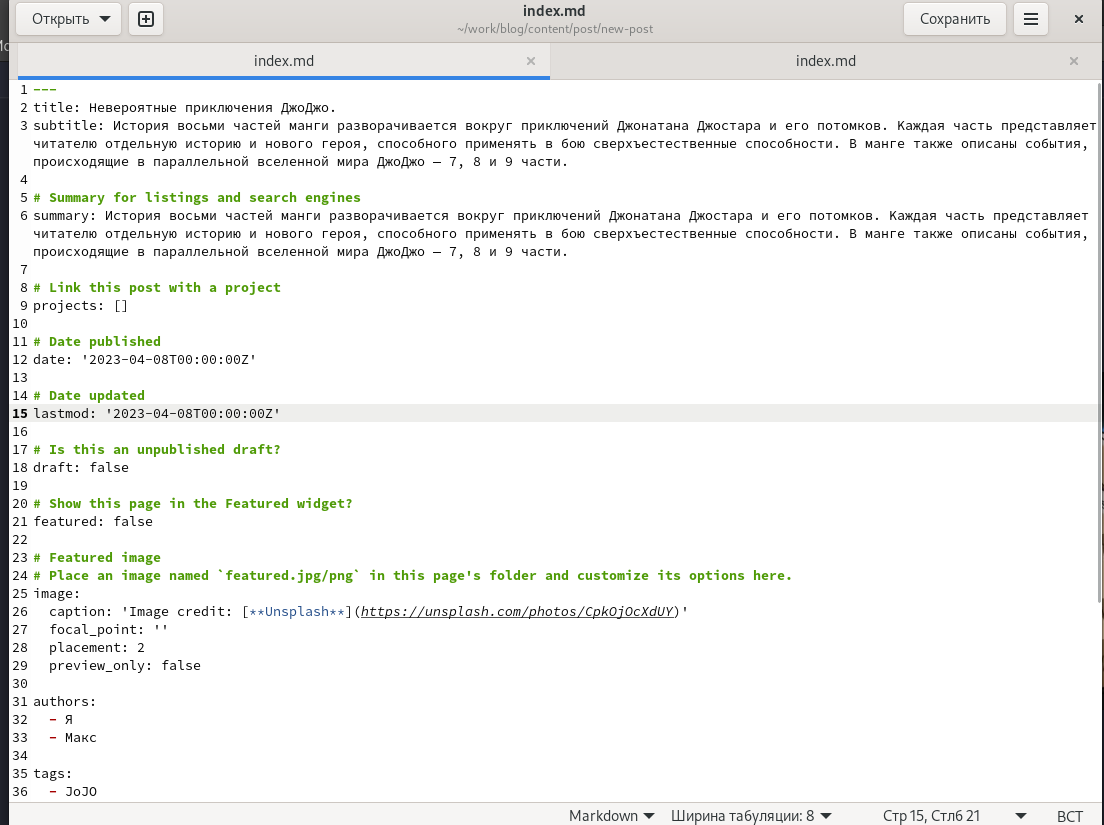 Открыть
index.md
~/work/blog/content/post/new-post
Сохранить
index.md
index.md
1 ---
2 title: Невероятные приключения ДжоДжо.
3 subtitle: История восьми частей манги разворачивается вокруг приключений Джонатана Джостара и его потомков. Каждая часть представляет
читателю отдельную историю и нового героя, способного применять в бою сверхъестественные способности. В манге также описаны события,
происходящие в параллельной вселенной мира ДжоДжо — 7, 8 и 9 части.
4
5 # Summary for listings and search engines
6 summary: История восьми частей манги разворачивается вокруг приключений Джонатана Джостара и его потомков. Каждая часть представляет
читателю отдельную историю и нового героя, способного применять в бою сверхъестественные способности. В манге также описаны события,
происходящие в параллельной вселенной мира ДжоДжо — 7, 8 и 9 части.
7
8 # Link this post with a project
9 projects: []
10
11 # Date published
12 date: '2023-04-08T00:00:00Z'
13
14 # Date updated
15 lastmod: '2023-04-08T00:00:00Z'
16
17 # Is this an unpublished draft?
18 draft: false
19
20 # Show this page in the Featured widget?
21 featured: false
22
23 # Featured image
24 # Place an image named `featured.jpg/png` in this page's folder and customize its options here.
25 image:
26   caption: 'Image credit: [**Unsplash**](https://unsplash.com/photos/CpkOjOcXdUY)'
27   focal_point: ''
28   placement: 2
29   preview_only: false
30
31 authors:
32   - Я
33   - Макс
34
35 tags:
36   - JoJO
Markdown Ширина табуляции: 8 Стр 15, Стлб 21 ВСТ